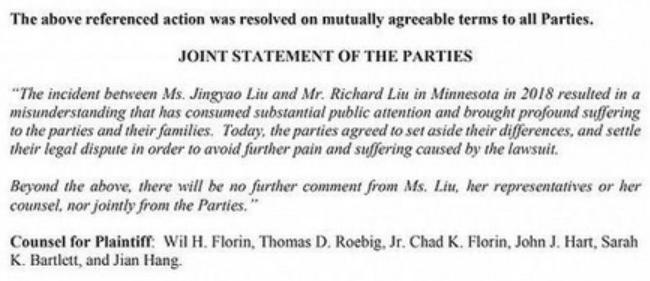 The above referenced action was resolved on mutually agreeable terms to all Parties.
JOINT STATEMENT OF THE PARTIES
"The incident between Ms. Jingyao Liu and Mr. Richard Liu in Minnesota in 2018 resulted in a
misunderstanding that has consumed substantial public attention and brought profound suffering
to the parties and their families. Today, the parties agreed to set aside their differences, and settle
their legal dispute in order to avoid further pain and suffering caused by the lawsuit.
Beyond the above, there will be no further comment from Ms. Liu, her representatives or her
counsel, nor jointly from the Parties."
Counsel for Plaintiff: Wil H. Florin, Thomas D. Roebig, Jr. Chad K. Florin, John J. Hart, Sarah
K. Bartlett, and Jian Hang.